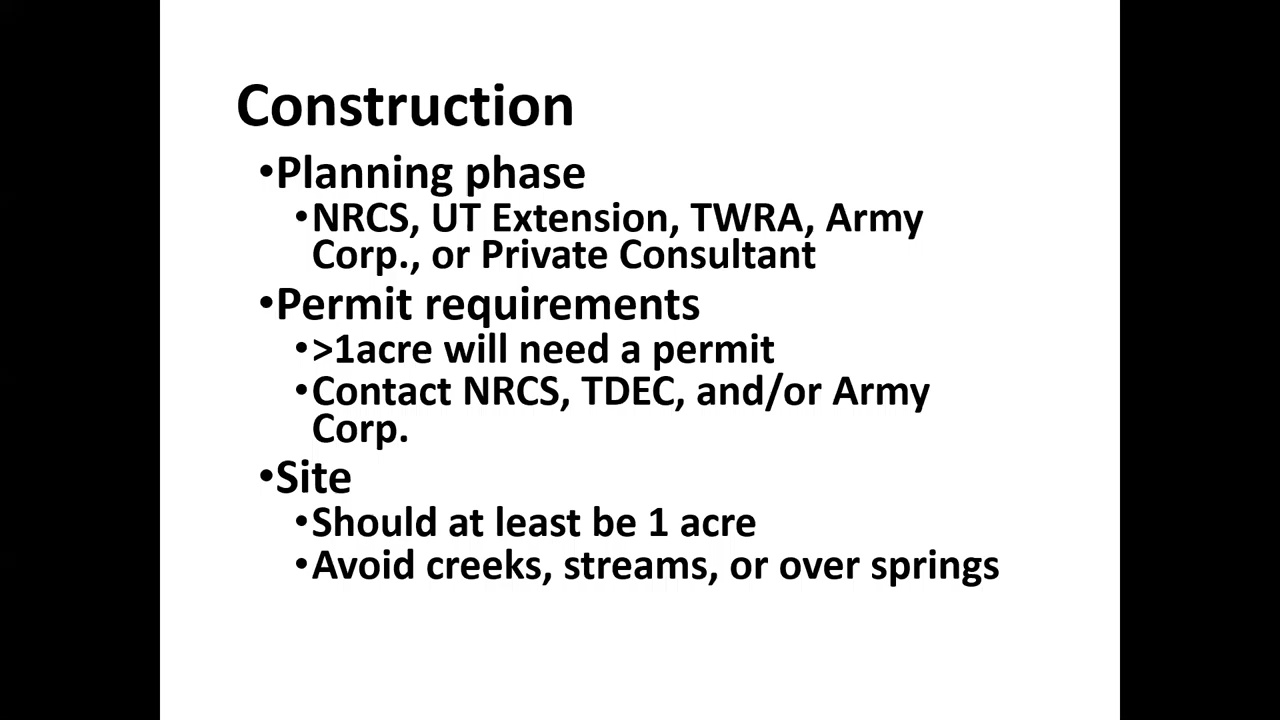 Construction
•Planning phase
•NRCS, UT Extension, TWRA, Army
Corp., or Private Consultant
•Permit requirements
•>1acre will need a permit
•Contact NRCS, TDEC, and/or Army
Corp.
•Site
•Should at least be 1 acre
•Avoid creeks, streams, or over springs